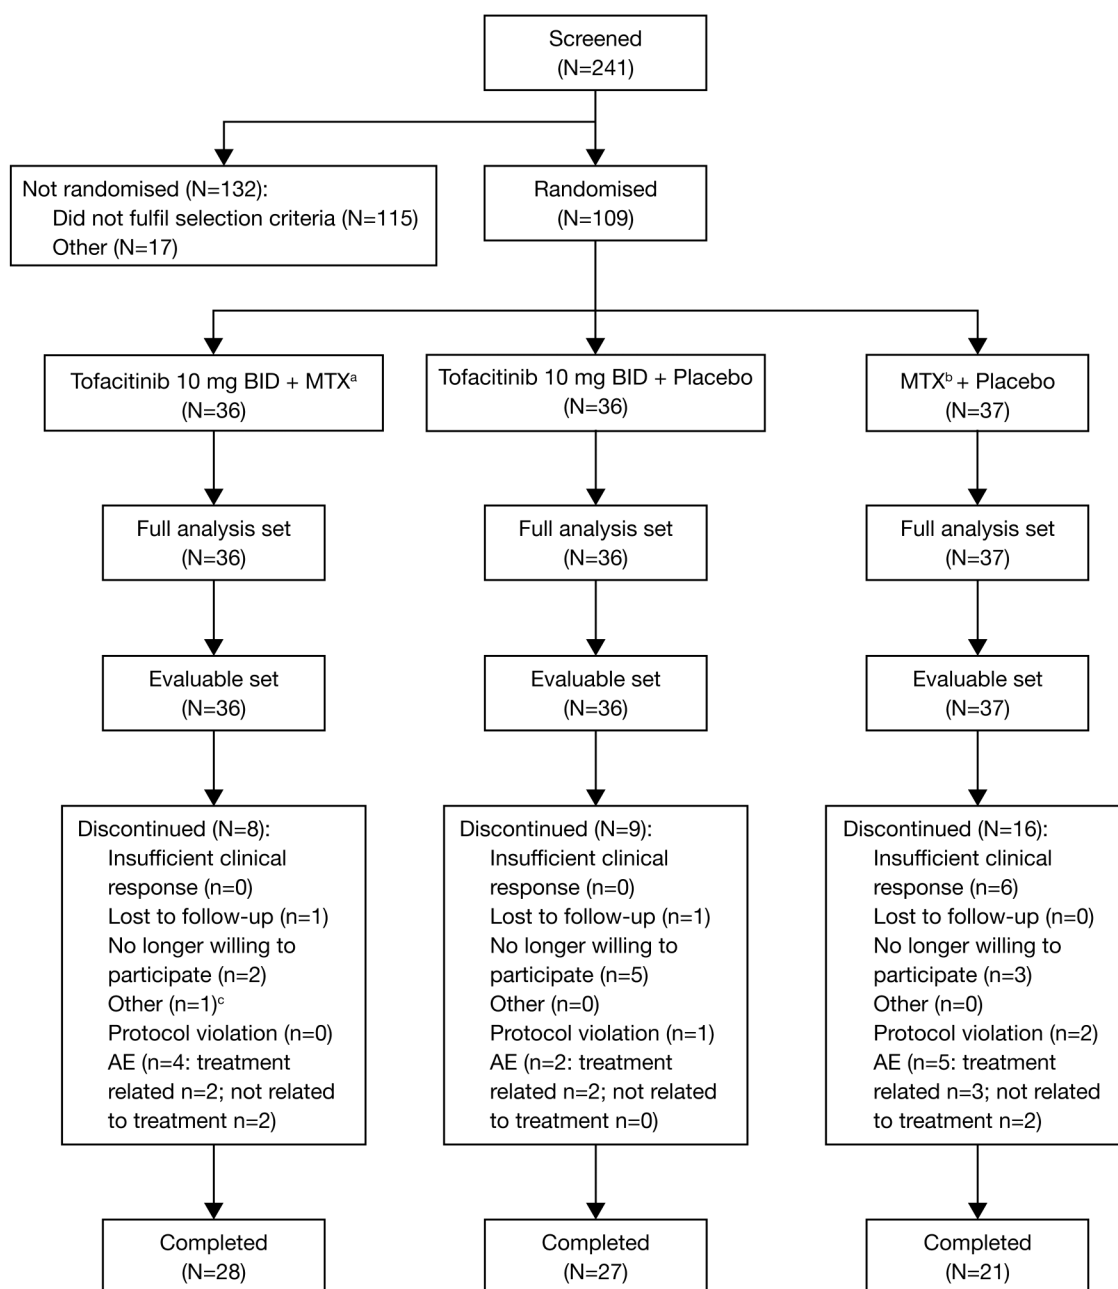 Screened
(N=241)
Not randomised (N=132):
Did not fulfil selection criteria (N=115)
Other (N=17)
Randomised
(N=109)
Tofacitinib 10 mg BID + MTXᵃ
(N=36)
Tofacitinib 10 mg BID + Placebo
(N=36)
MTXᵇ + Placebo
(N=37)
Full analysis set
(N=36)
Full analysis set
(N=36)
Full analysis set
(N=37)
Evaluable set
(N=36)
Evaluable set
(N=36)
Evaluable set
(N=37)
Discontinued (N=8):
Insufficient clinical
response (n=0)
Lost to follow-up (n=1)
No longer willing to
participate (n=2)
Other (n=1)ᶜ
Protocol violation (n=0)
AE (n=4: treatment
related n=2; not related
to treatment n=2)
Discontinued (N=9):
Insufficient clinical
response (n=0)
Lost to follow-up (n=1)
No longer willing to
participate (n=5)
Other (n=0)
Protocol violation (n=1)
AE (n=2: treatment
related n=2; not related
to treatment n=0)
Discontinued (N=16):
Insufficient clinical
response (n=6)
Lost to follow-up (n=0)
No longer willing to
participate (n=3)
Other (n=0)
Protocol violation (n=2)
AE (n=5: treatment
related n=3; not related
to treatment n=2)
Completed
(N=28)
Completed
(N=27)
Completed
(N=21)